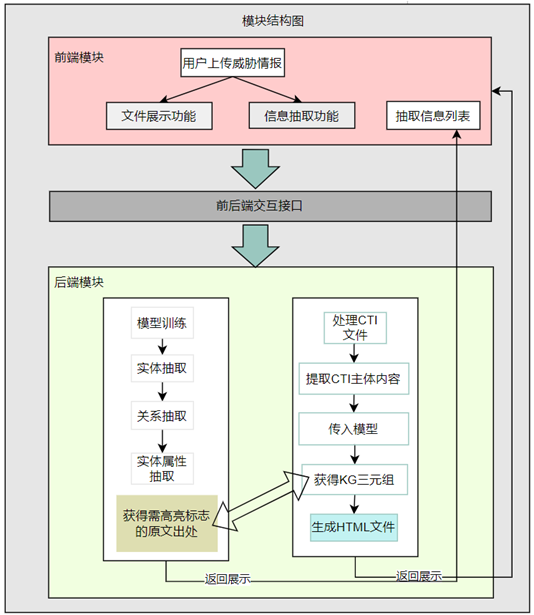 模块结构图
前端模块
用户上传威胁情报
文件展示功能
信息抽取功能
抽取信息列表
前后端交互接口
后端模块
模型训练
实体抽取
关系抽取
实体属性
抽取
获得需高亮标志
的原文出处
处理CTI
文件
提取CTI主体内容
传入模型
获得KG三元组
生成HTML文件
返回展示
返回展示